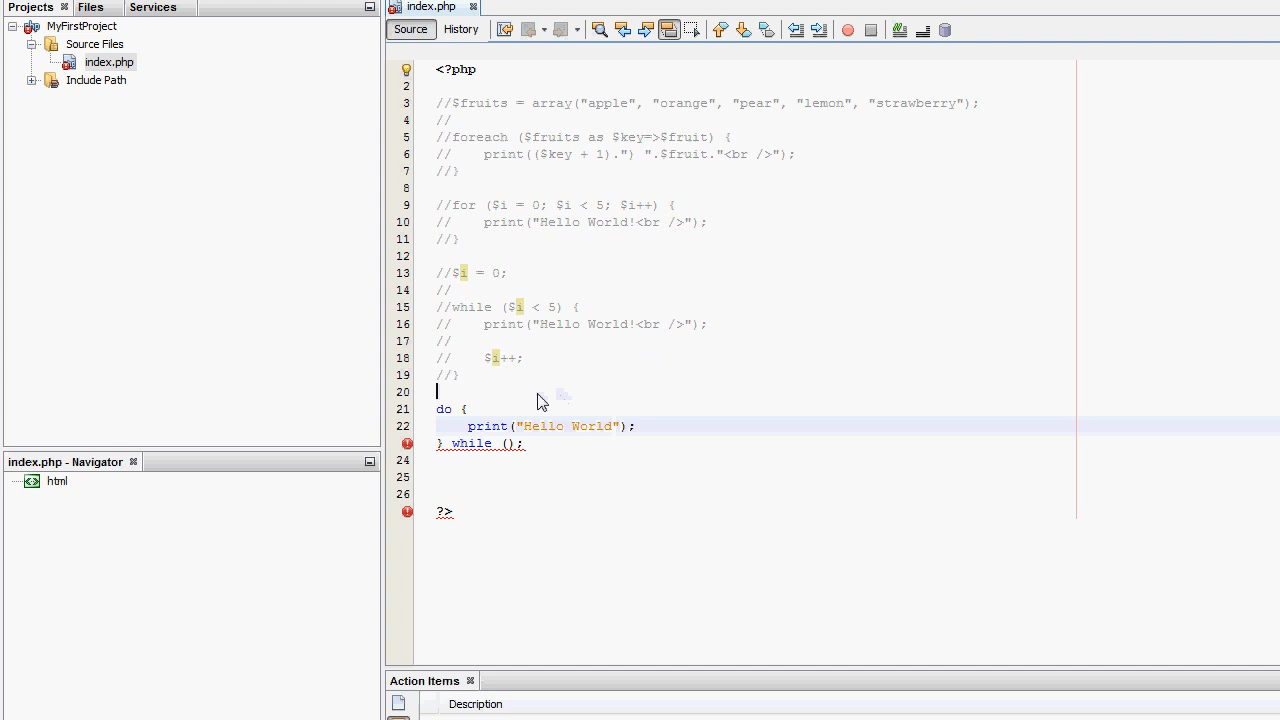 Projects Files Services
MyFirstProject
Source Files
index.php
Include Path
index.php - Navigator
html
index.php
Source History
<?php
2
3 //$fruits = array("apple", "orange", "pear", "lemon", "strawberry");
4 //
5 //foreach ($fruits as $key=>$fruit) {
6 //    print(($key + 1).") ".$fruit."<br />");
7 //}
8
9 //for ($i = 0; $i < 5; $i++) {
10 //    print("Hello World!<br />");
11 //}
12
13 //$i = 0;
14 //
15 //while ($i < 5) {
16 //    print("Hello World!<br />");
17 //
18 //    $i++;
19 //}
20
21 do {
22     print("Hello World");
} while ();
24
25
26
?>
Action Items
Description